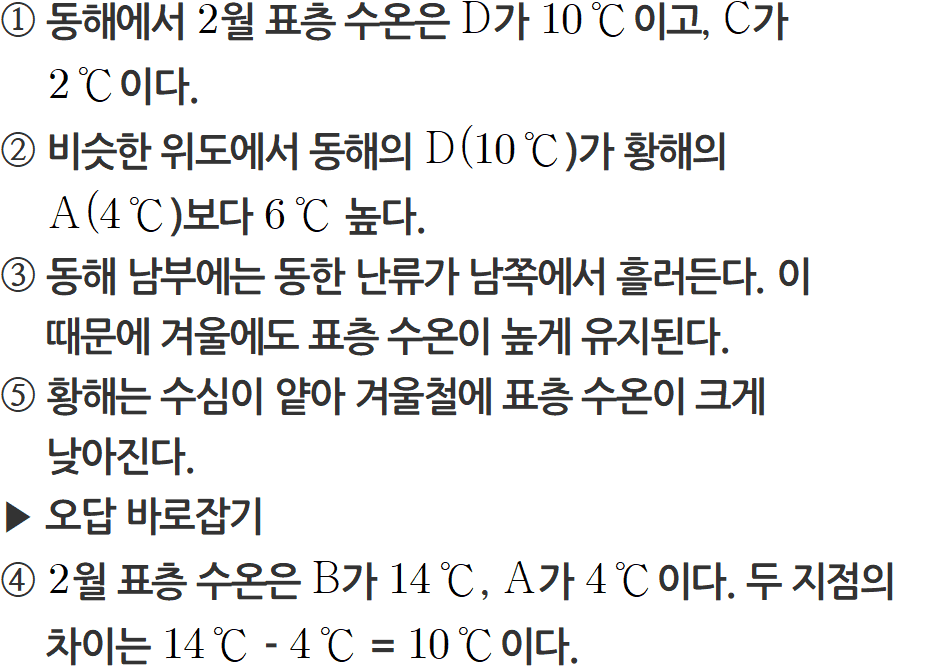 ① 동해에서 2월 표층 수온은 D가 10℃이고, C가
2℃이다.
② 비슷한 위도에서 동해의 D(10℃)가 황해의
A(4℃)보다 6℃ 높다.
③ 동해 남부에는 동한 난류가 남쪽에서 흘러든다. 이
때문에 겨울에도 표층 수온이 높게 유지된다.
⑤ 황해는 수심이 얕아 겨울철에 표층 수온이 크게
낮아진다.
▶ 오답 바로잡기
④ 2월 표층 수온은 B가 14℃, A가 4℃이다. 두 지점의
차이는 14℃ - 4℃ = 10℃이다.